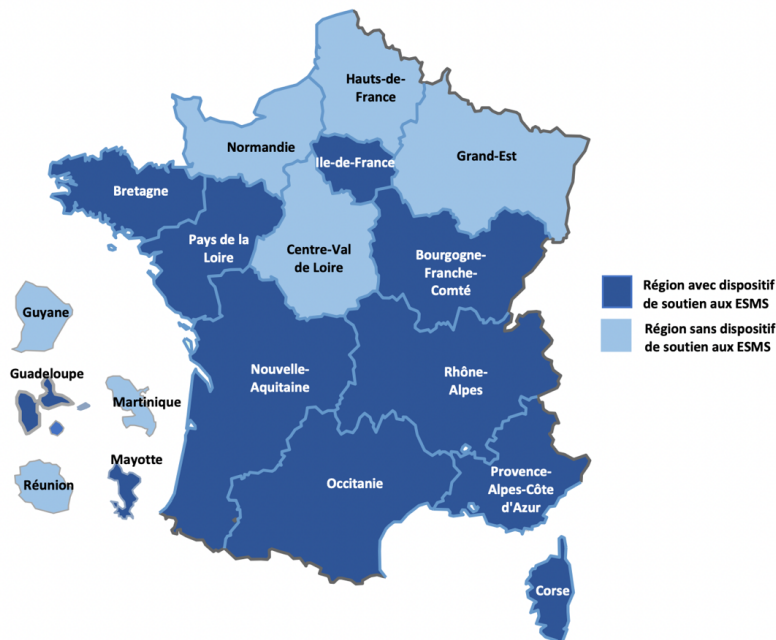 Hauts-de-
France
Normandie
Ile-de-France
Grand-Est
Bretagne
Pays de la
Loire
Centre-Val
de Loire
Bourgogne-
Franche-
Comté
Région avec dispositif
de soutien aux ESMS
Région sans dispositif
de soutien aux ESMS
Guyane
Guadeloupe
Martinique
Nouvelle-
Aquitaine
Rhône-
Alpes
Mayotte
Réunion
Occitanie
Provence-
Alpes-Côte
d'Azur
Corse